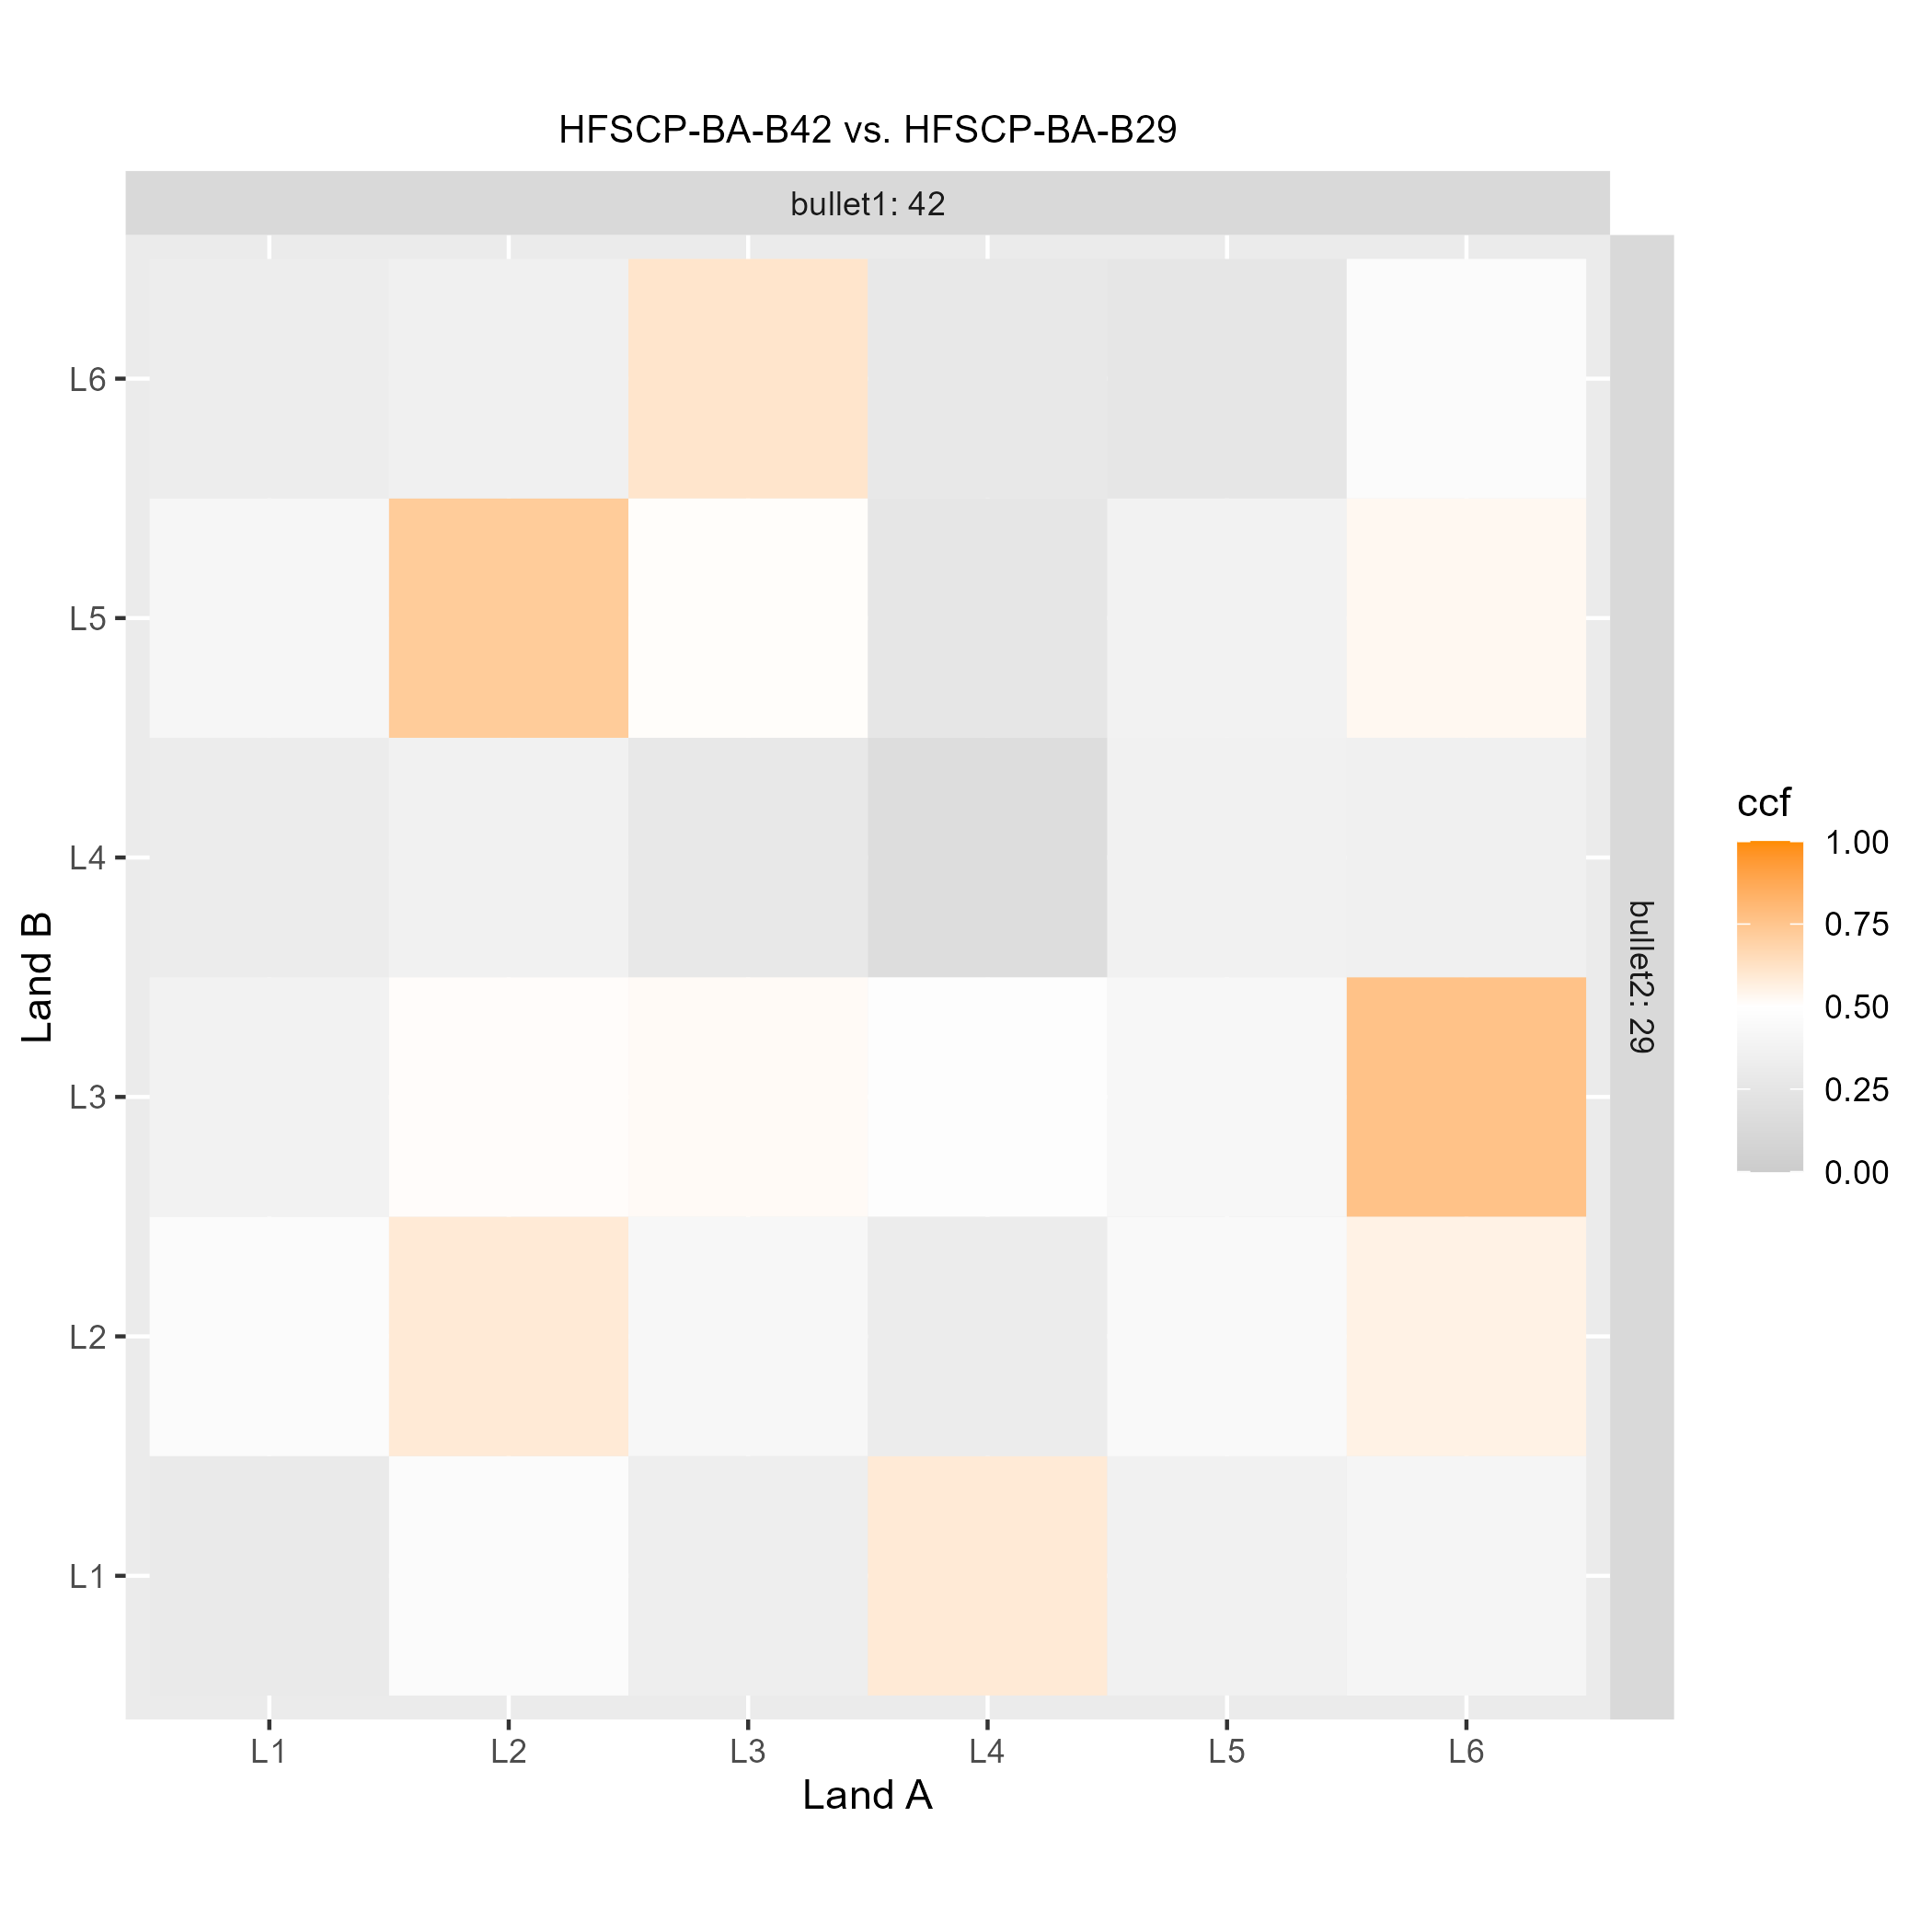 HFSCP-BA-B42 vs. HFSCP-BA-B29
bullet1: 42
L6
L5
L4
L3
L2
L1
Land B
bullet2: 29
L1 L2 L3 L4 L5 L6
Land A
ccf
1.00
0.75
0.50
0.25
0.00